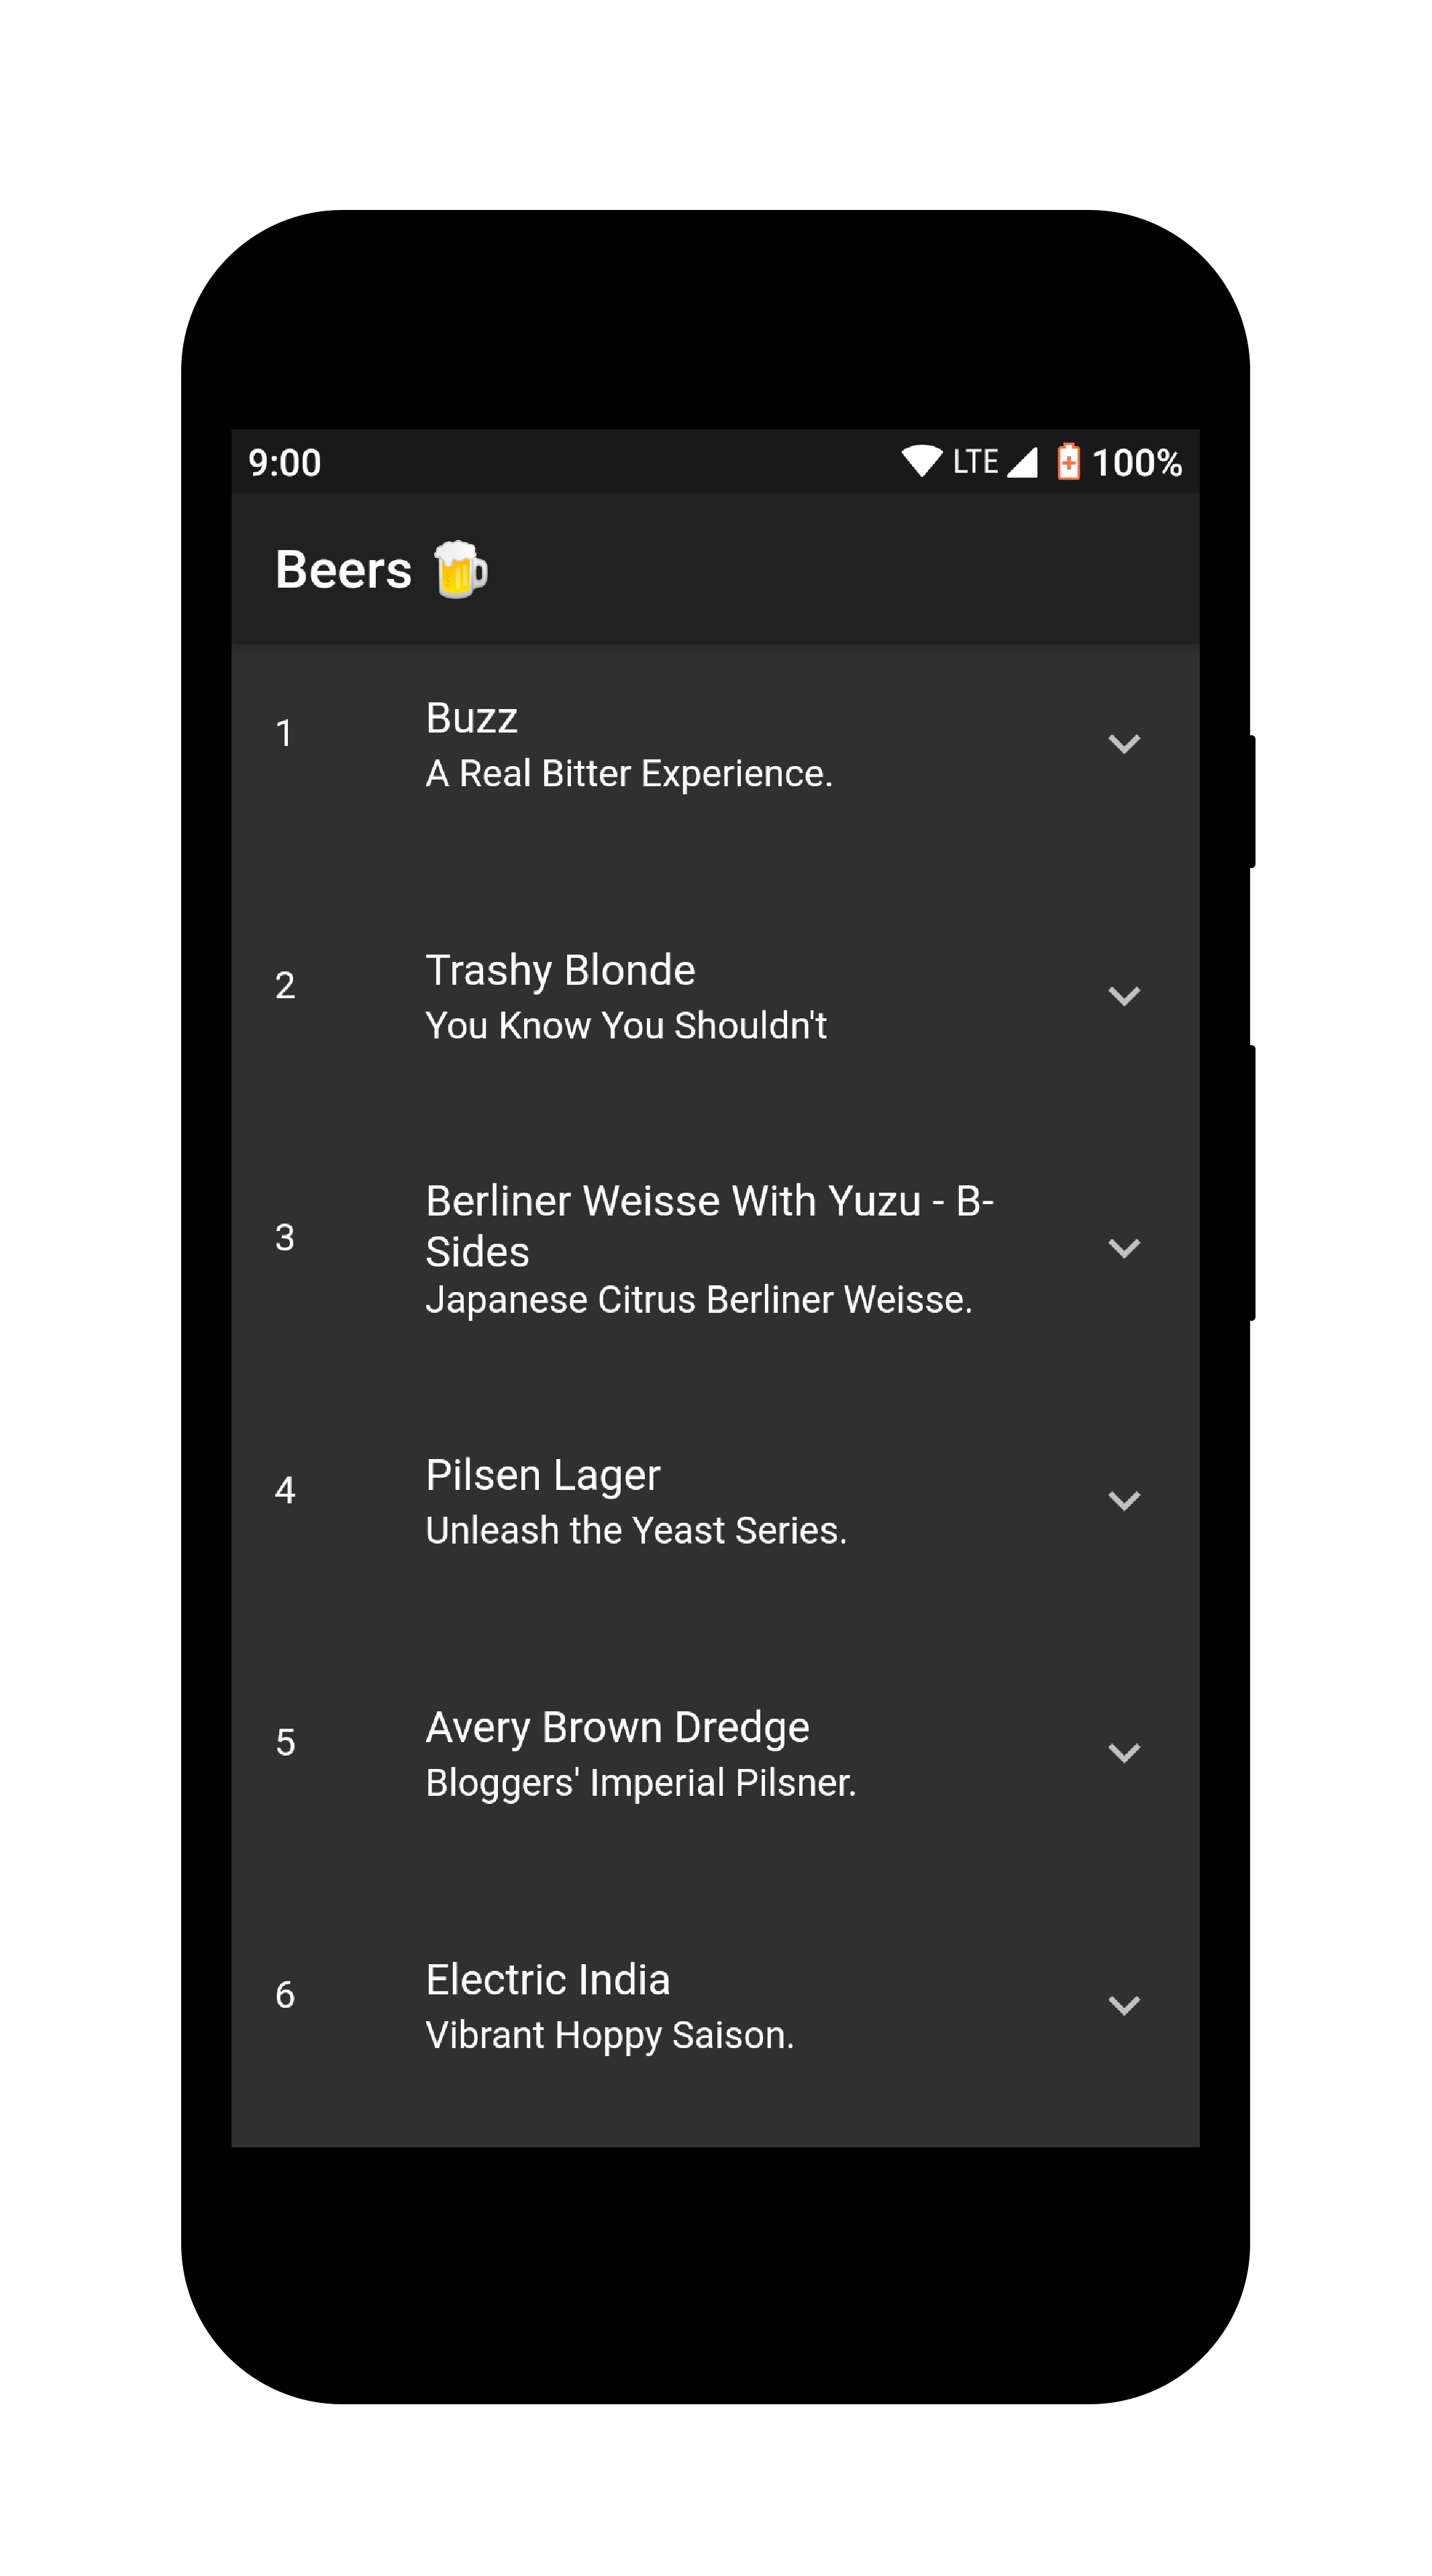 9:00 LTE 100%
Beers 🍺
1
Buzz
A Real Bitter Experience.
2
Trashy Blonde
You Know You Shouldn't
3
Berliner Weisse With Yuzu - B-
Sides
Japanese Citrus Berliner Weisse.
4
Pilsen Lager
Unleash the Yeast Series.
5
Avery Brown Dredge
Bloggers' Imperial Pilsner.
6
Electric India
Vibrant Hoppy Saison.